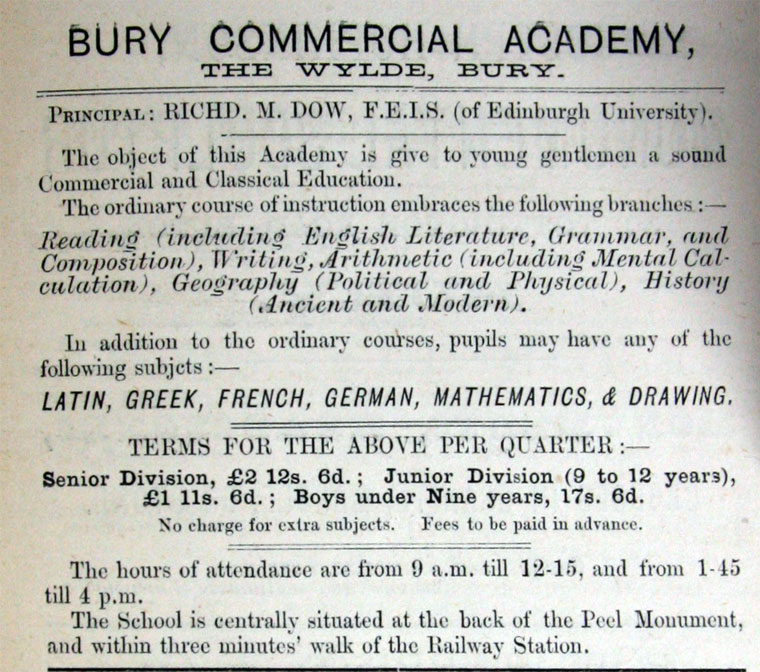 BURY COMMERCIAL ACADEMY,
THE WYLDE, BURY.
PRINCIPAL: RICHD. M. DOW, F.E.I.S. (of Edinburgh University).
The object of this Academy is give to young gentlemen a sound
Commercial and Classical Education.
The ordinary course of instruction embraces the following branches:—
Reading (including English Literature, Grammar, and
Composition), Writing, Arithmetic (including Mental Cal-
culation), Geography (Political and Physical), History
(Ancient and Modern).
In addition to the ordinary courses, pupils may have any of the
following subjcts:—
LATIN, GREEK, FRENCH, GERMAN, MATHEMATICS, & DRAWING.
TERMS FOR THE ABOVE PER QUARTER:—
Senior Division, £2 12s. 6d.; Junior Division (9 to 12 years),
£1 11s. 6d.; Boys under Nine years, 17s. 6d.
No charge for extra subjects. Fees to be paid in advance.
The hours of attendance are from 9 a.m. till 12-15, and from 1-45
till 4 p.m.
The School is centrally situated at the back of the Peel Monument,
and within three minutes' walk of the Railway Station.